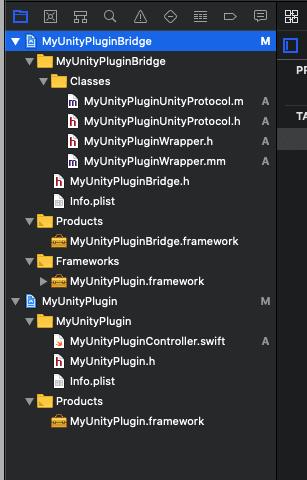 MyUnityPluginBridge M
MyUnityPluginBridge
Classes
MyUnityPluginUnityProtocol.m A
MyUnityPluginUnityProtocol.h A
MyUnityPluginWrapper.h A
MyUnityPluginWrapper.mm A
MyUnityPluginBridge.h
Info.plist
Products
MyUnityPluginBridge.framework
Frameworks
MyUnityPlugin.framework
MyUnityPlugin M
MyUnityPlugin
MyUnityPluginController.swift A
MyUnityPlugin.h
Info.plist
Products
MyUnityPlugin.framework
PR
TA